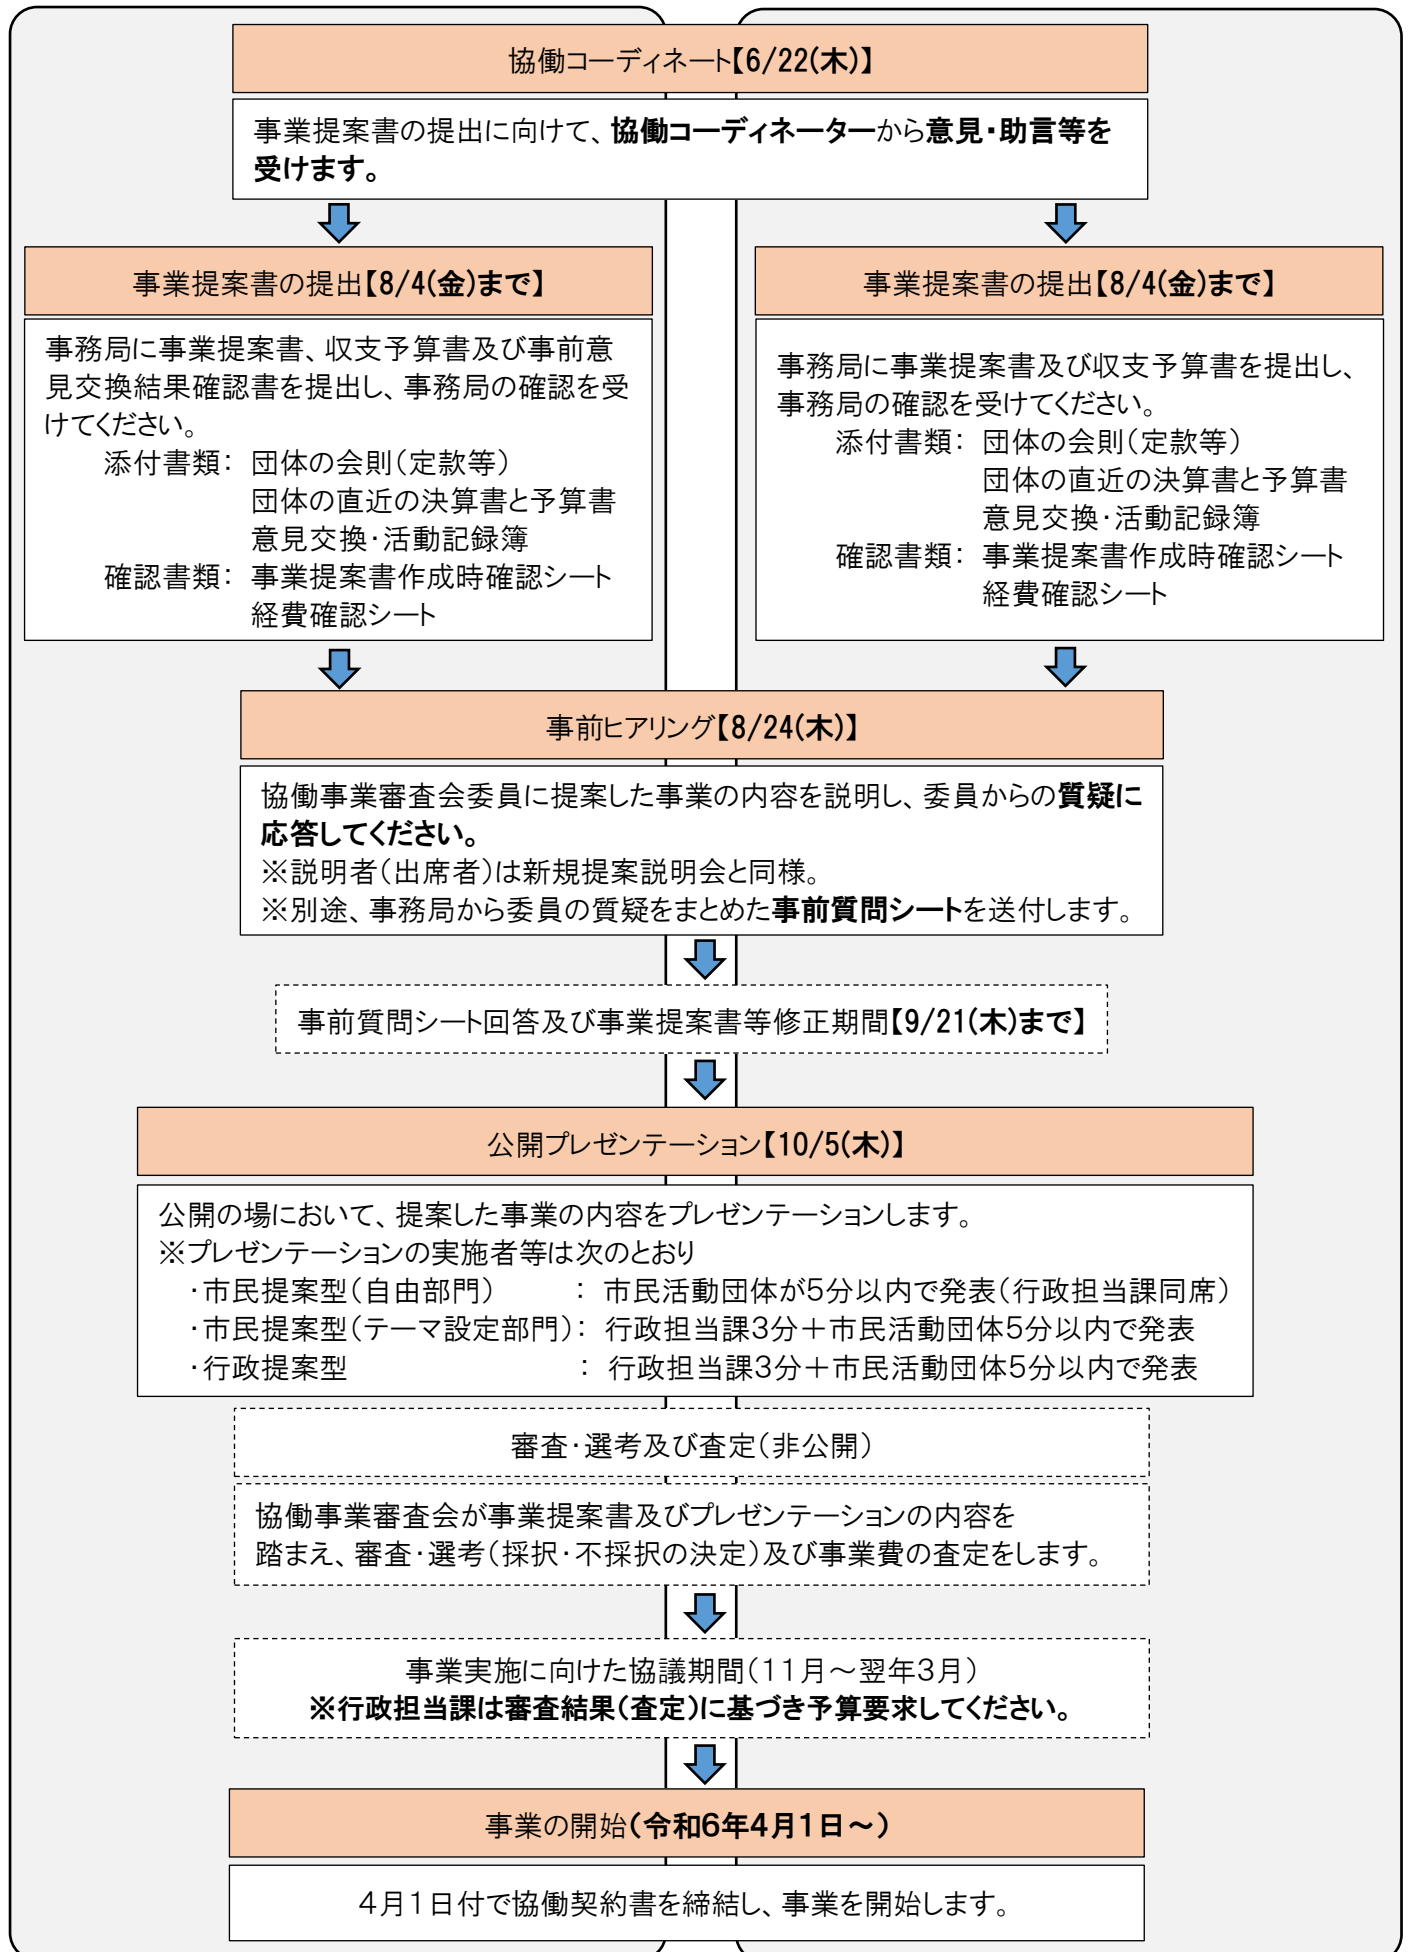 協働コーディネート【6/22(木)】
事業提案書の提出に向けて、協働コーディネーターから意見・助言等を
受けます。
事業提案書の提出【8/4(金)まで】
事務局に事業提案書、収支予算書及び事前意
見交換結果確認書を提出し、事務局の確認を受
けてください。
添付書類： 団体の会則（定款等）
団体の直近の決算書と予算書
意見交換・活動記録簿
確認書類： 事業提案書作成時確認シート
経費確認シート
事業提案書の提出【8/4(金)まで】
事務局に事業提案書及び収支予算書を提出し、
事務局の確認を受けてください。
添付書類： 団体の会則（定款等）
団体の直近の決算書と予算書
意見交換・活動記録簿
確認書類： 事業提案書作成時確認シート
経費確認シート
事前ヒアリング【8/24(木)】
協働事業審査会委員に提案した事業の内容を説明し、委員からの質疑に
応答してください。
※説明者（出席者）は新規提案説明会と同様。
※別途、事務局から委員の質疑をまとめた事前質問シートを送付します。
事前質問シート回答及び事業提案書等修正期間【9/21(木)まで】
公開プレゼンテーション【10/5(木)】
公開の場において、提案した事業の内容をプレゼンテーションします。
※プレゼンテーションの実施者等は次のとおり
・市民提案型（自由部門） ： 市民活動団体が5分以内で発表（行政担当課同席）
・市民提案型（テーマ設定部門）： 行政担当課3分＋市民活動団体5分以内で発表
・行政提案型 ： 行政担当課3分＋市民活動団体5分以内で発表
審査・選考及び査定（非公開）
協働事業審査会が事業提案書及びプレゼンテーションの内容を
踏まえ、審査・選考（採択・不採択の決定）及び事業費の査定をします。
事業実施に向けた協議期間（11月～翌年3月）
※行政担当課は審査結果（査定）に基づき予算要求してください。
事業の開始（令和6年4月1日～）
4月1日付で協働契約書を締結し、事業を開始します。